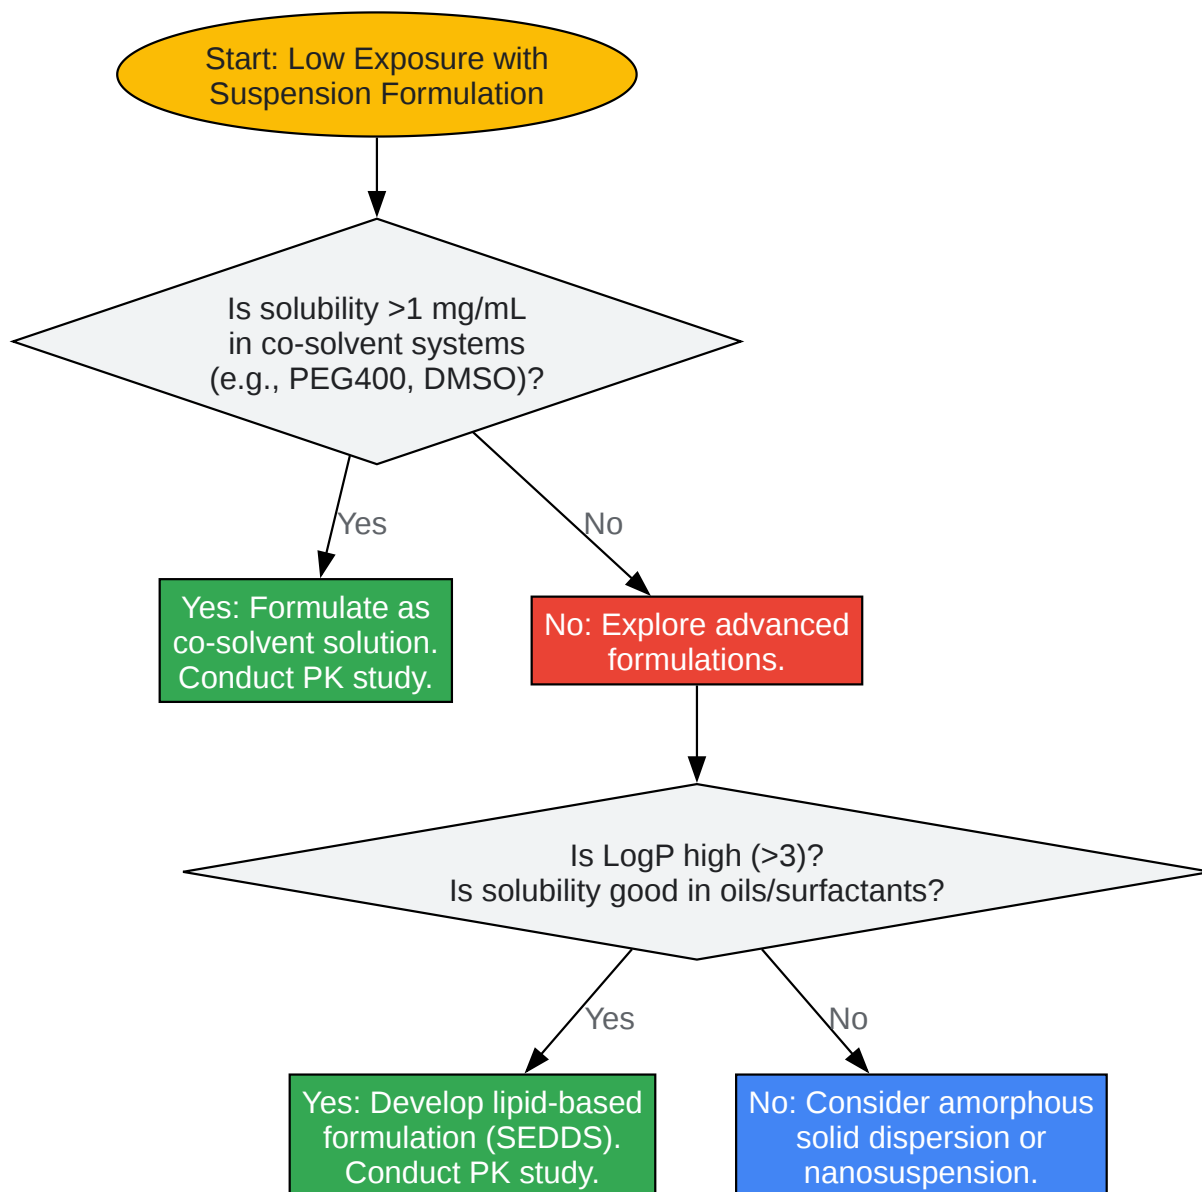 Start: Low Exposure with
Suspension Formulation
Is solubility >1 mg/mL
in co-solvent systems
(e.g., PEG400, DMSO)?
Yes
No
Yes: Formulate as
co-solvent solution.
Conduct PK study.
No: Explore advanced
formulations.
Is LogP high (>3)?
Is solubility good in oils/surfactants?
Yes
No
Yes: Develop lipid-based
formulation (SEDDS).
Conduct PK study.
No: Consider amorphous
solid dispersion or
nanosuspension.